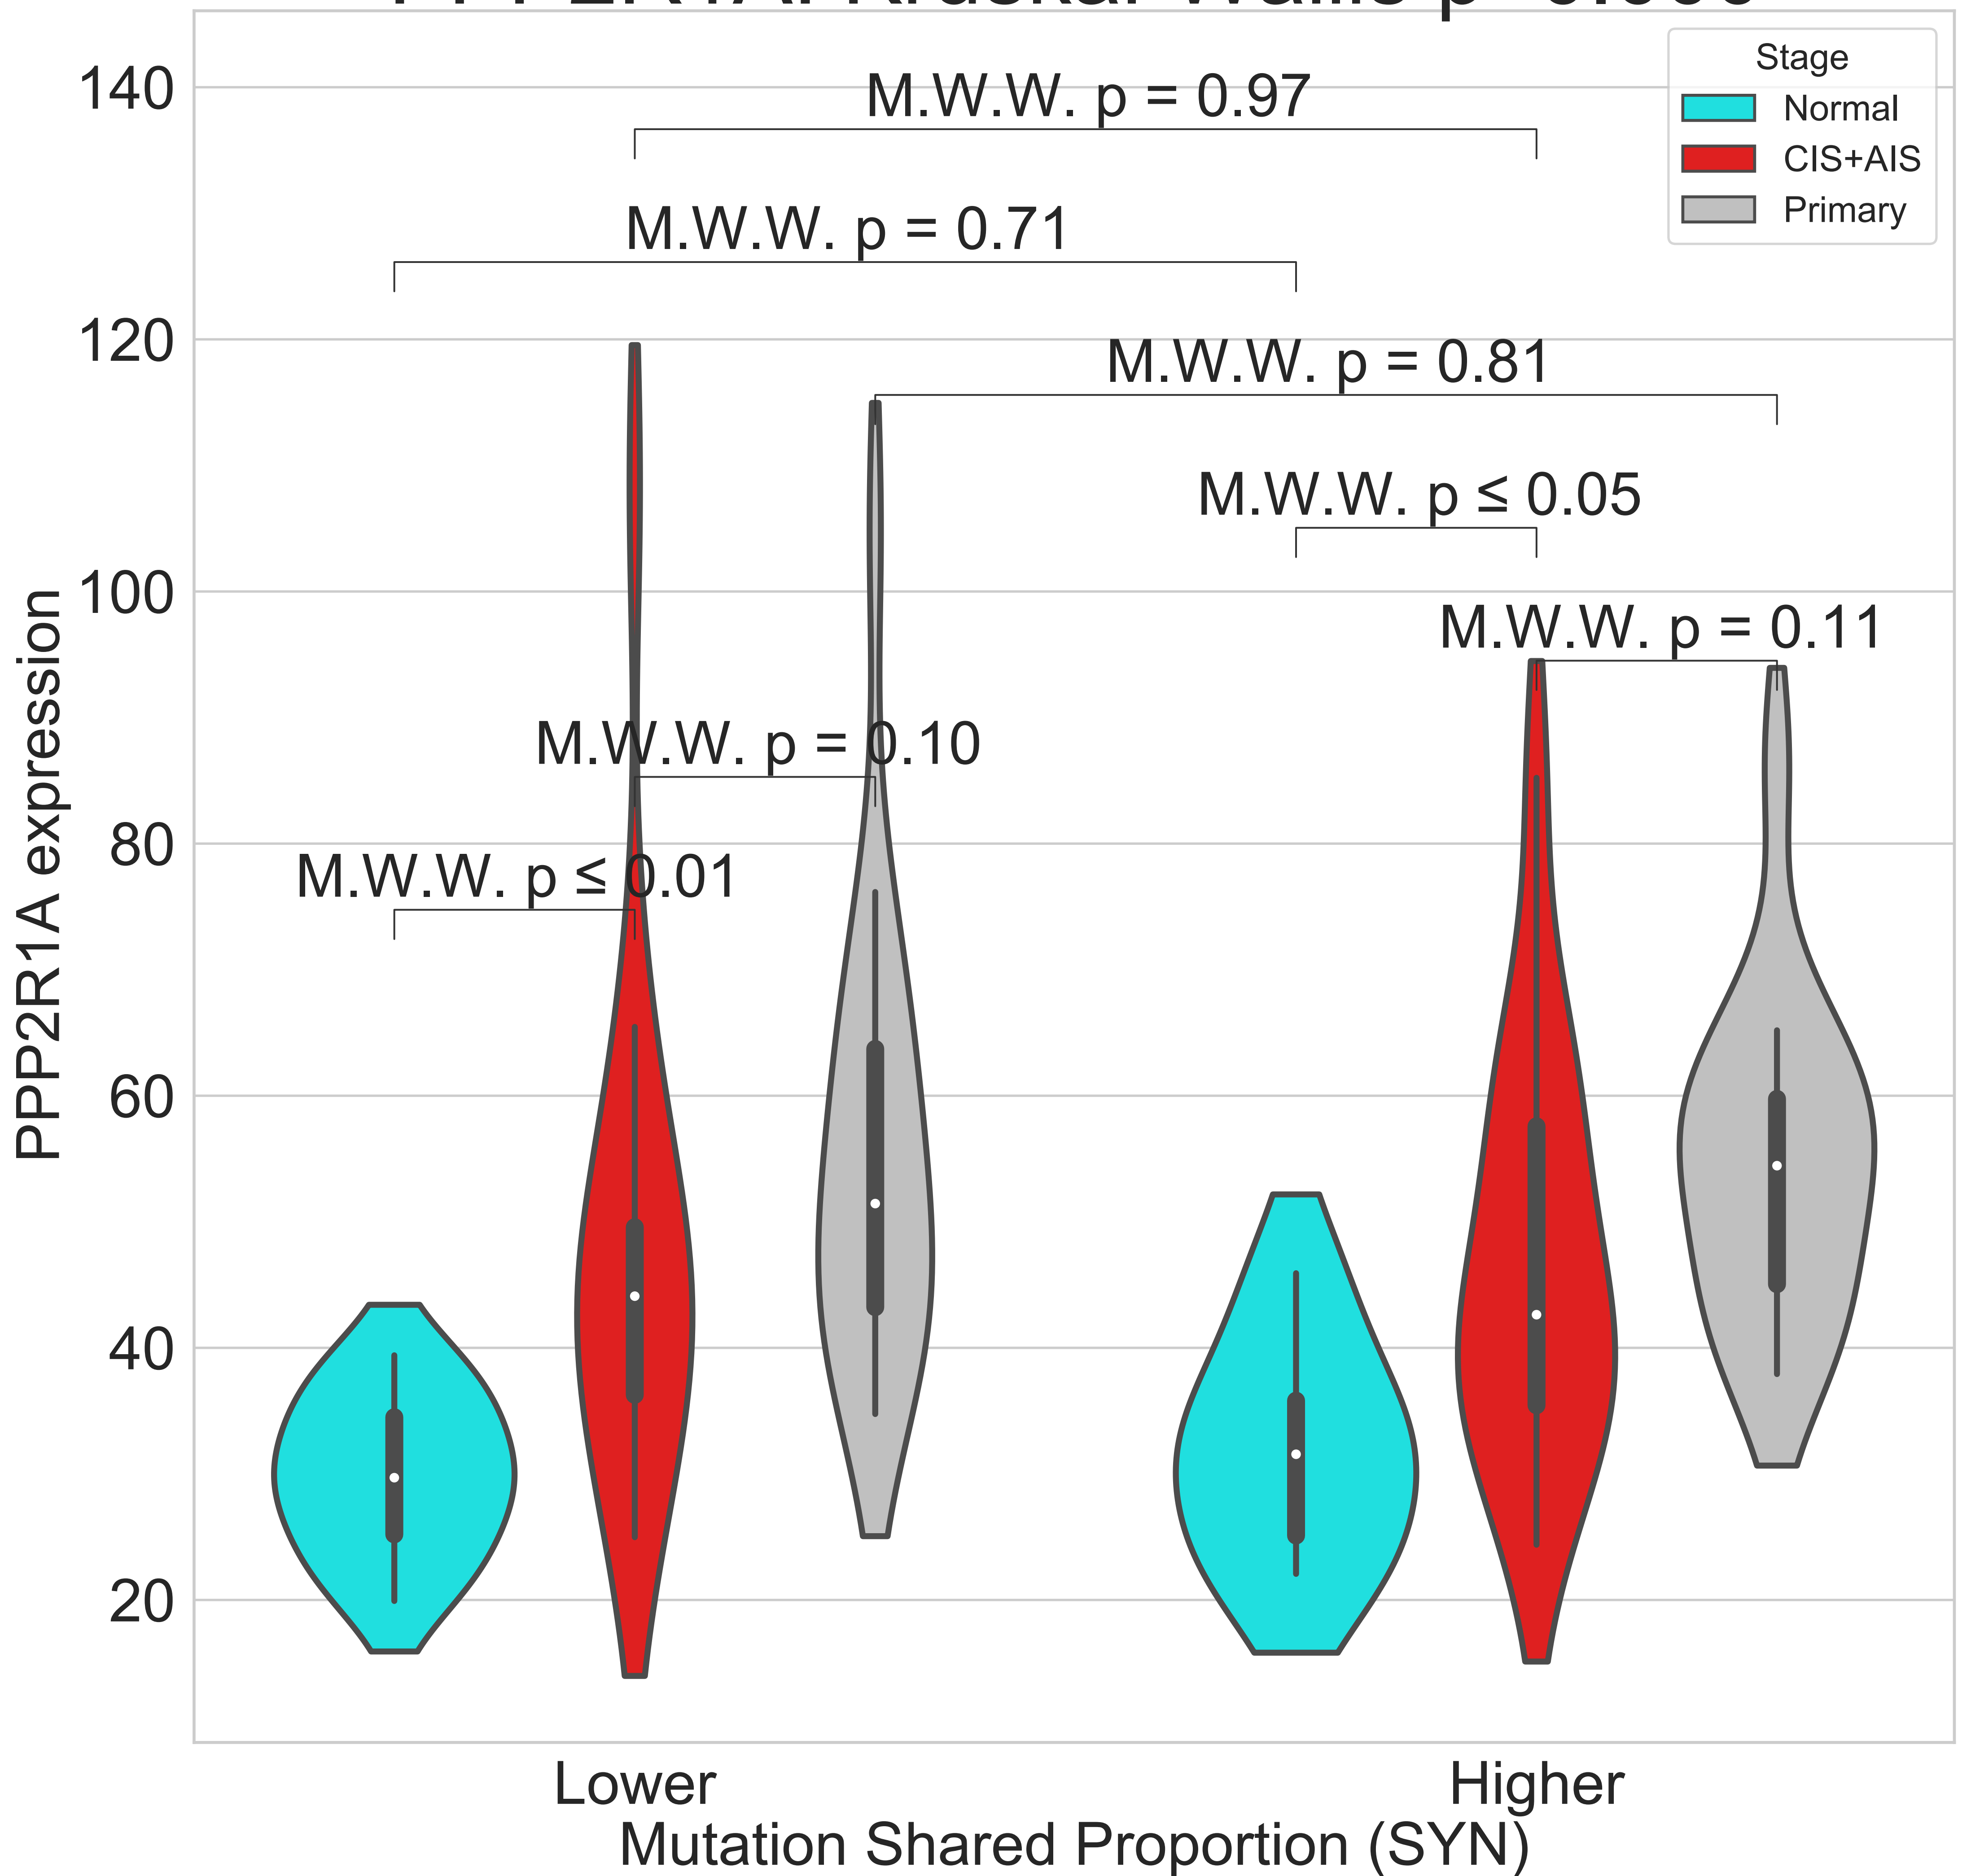 Stage
Normal
CIS+AIS
Primary
M.W.W. p = 0.97
M.W.W. p = 0.71
M.W.W. p = 0.81
M.W.W. p ≤ 0.05
M.W.W. p = 0.11
M.W.W. p = 0.10
M.W.W. p ≤ 0.01
140
120
100
80
60
40
20
PPP2R1A expression
Lower
Higher
Mutation Shared Proportion (SYN)